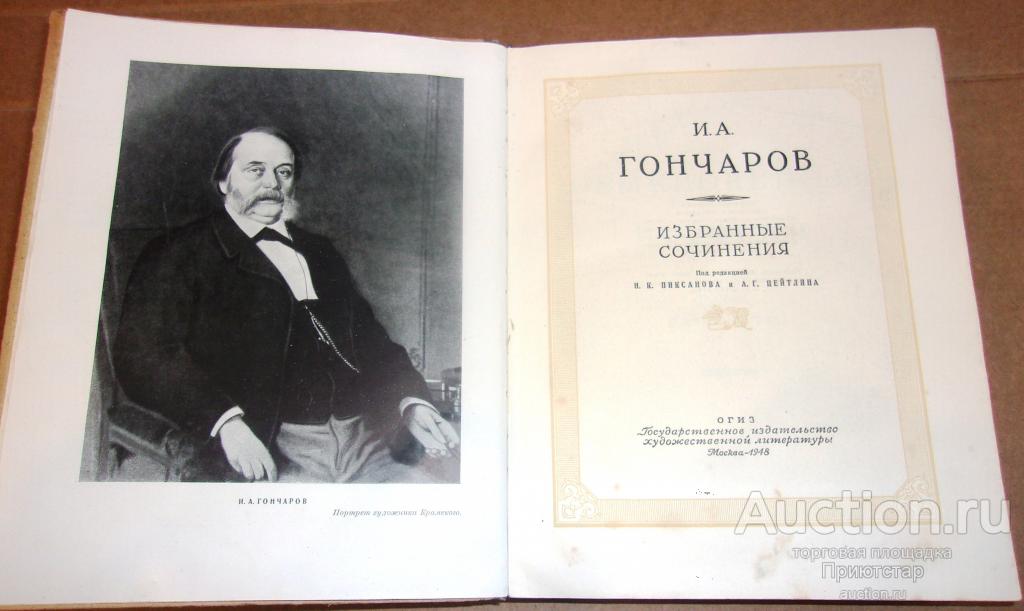 И. А. ГОНЧАРОВ
Портрет художника Крамского.
И. А.
ГОНЧАРОВ
ИЗБРАННЫЕ
СОЧИНЕНИЯ
Под редакцией
Н. К. ПИКСАНОВА и А. Г. ЦЕЙТЛИНА
ОГИЗ
Государственное издательство
художественной литературы
Москва-1948
Auction.ru
торговая площадка
Приютстар
auction.ru